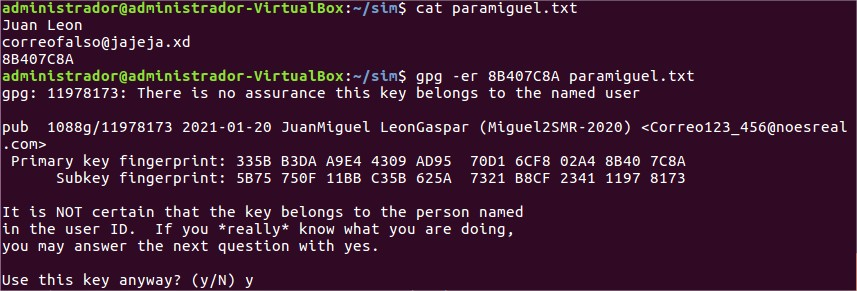 administrador@administrador-VirtualBox:~/sim$ cat paramiguel.txt
Juan Leon
correofalso@jajeja.xd
8B407C8A
administrador@administrador-VirtualBox:~/sim$ gpg -er 8B407C8A paramiguel.txt
gpg: 11978173: There is no assurance this key belongs to the named user
pub  1088g/11978173 2021-01-20 JuanMiguel LeonGaspar (Miguel2SMR-2020) <Correo123_456@noesreal
.com>
 Primary key fingerprint: 335B B3DA A9E4 4309 AD95  70D1 6CF8 02A4 8B40 7C8A
      Subkey fingerprint: 5B75 750F 11BB C35B 625A  7321 B8CF 2341 1197 8173
It is NOT certain that the key belongs to the person named
in the user ID.  If you *really* know what you are doing,
you may answer the next question with yes.
Use this key anyway? (y/N) y